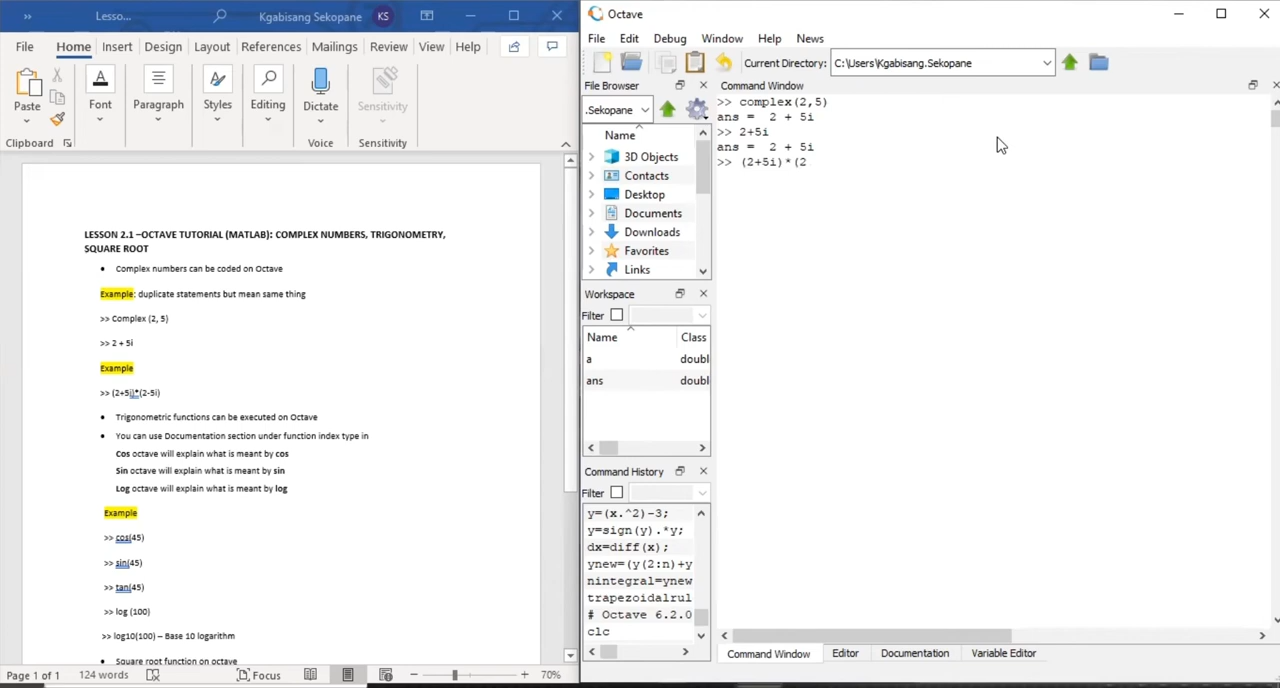 Lesso...
Kgabisang Sekopane
KS
File Home Insert Design Layout References Mailings Review View Help
Paste
Font
Paragraph
Styles
Editing
Dictate
Sensitivity
Clipboard
Voice
Sensitivity
LESSON 2.1 –OCTAVE TUTORIAL (MATLAB): COMPLEX NUMBERS, TRIGONOMETRY,
SQUARE ROOT
• Complex numbers can be coded on Octave
Example: duplicate statements but mean same thing
>> Complex (2, 5)
>> 2 + 5i
Example
>> (2+5i)*(2-5i)
• Trigonometric functions can be executed on Octave
• You can use Documentation section under function index type in
Cos octave will explain what is meant by cos
Sin octave will explain what is meant by sin
Log octave will explain what is meant by log
Example
>> cos(45)
>> sin(45)
>> tan(45)
>> log (100)
>> log10(100) – Base 10 logarithm
• Square root function on octave
Page 1 of 1 124 words
Focus
70%
Octave
File Edit Debug Window Help News
Current Directory: C:\Users\Kgabisang.Sekopane
File Browser
.Sekopane
Name
3D Objects
Contacts
Desktop
Documents
Downloads
Favorites
Links
Workspace
Filter
Name Class
a doubl
ans doubl
Command History
Filter
y=(x.^2)-3;
y=sign(y).*y;
dx=diff(x);
ynew=(y(2:n)+y
nintegral=ynew
trapezoidalrul
# Octave 6.2.0
clc
Command Window
>> complex(2,5)
ans =  2 + 5i
>> 2+5i
ans =  2 + 5i
>> (2+5i)*(2
Command Window Editor Documentation Variable Editor